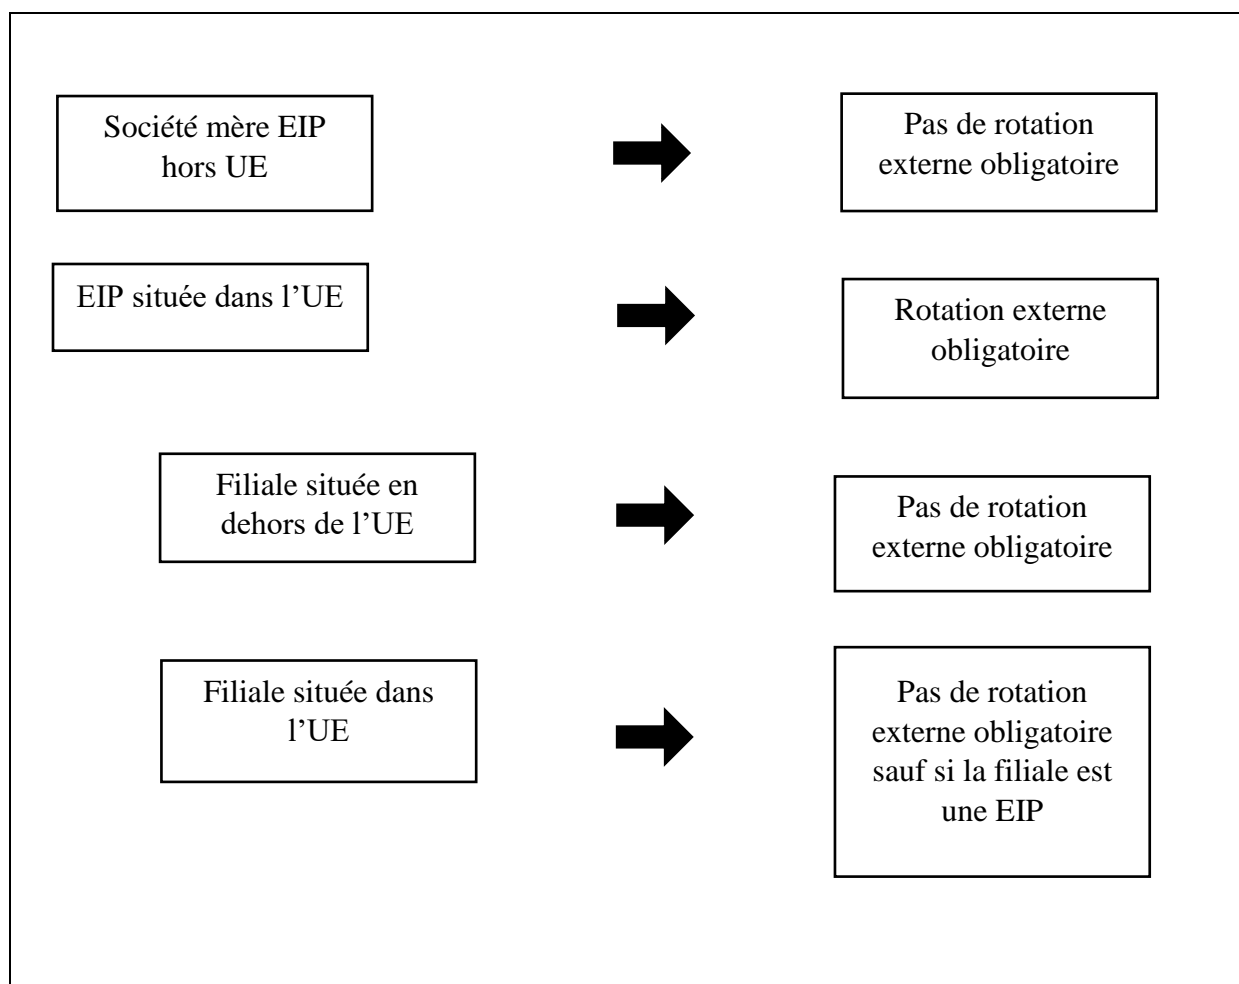 Société mère EIP
hors UE
Pas de rotation
externe obligatoire
EIP située dans l’UE
Rotation externe
obligatoire
Filiale située en
dehors de l’UE
Pas de rotation
externe obligatoire
Filiale située dans
l’UE
Pas de rotation
externe obligatoire
sauf si la filiale est
une EIP